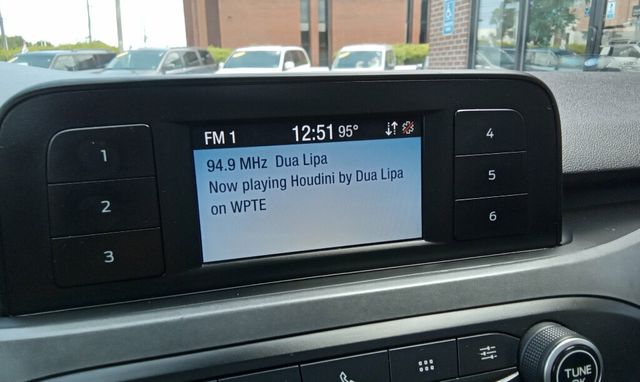 FM 1 12:51 95°
94.9 MHz Dua Lipa
Now playing Houdini by Dua Lipa
on WPTE
1
2
3
4
5
6
TUNE
OK